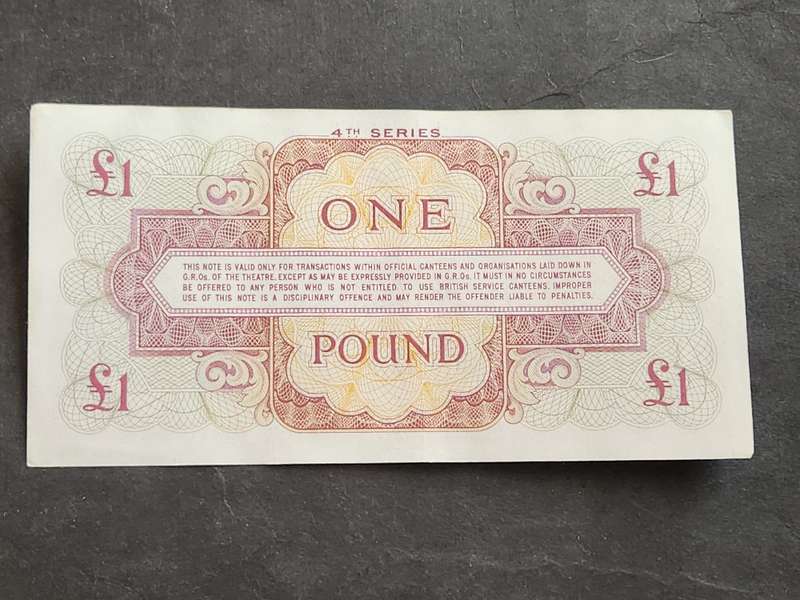 4TH SERIES
£1 £1
ONE
THIS NOTE IS VALID ONLY FOR TRANSACTIONS WITHIN OFFICIAL CANTEENS AND ORGANISATIONS LAID DOWN IN
G.R.Os. OF THE THEATRE, EXCEPT AS MAY BE EXPRESSLY PROVIDED IN G.R.Os. IT MUST IN NO CIRCUMSTANCES
BE OFFERED TO ANY PERSON WHO IS NOT ENTITLED TO USE BRITISH SERVICE CANTEENS. IMPROPER
USE OF THIS NOTE IS A DISCIPLINARY OFFENCE AND MAY RENDER THE OFFENDER LIABLE TO PENALTIES.
POUND
£1 £1